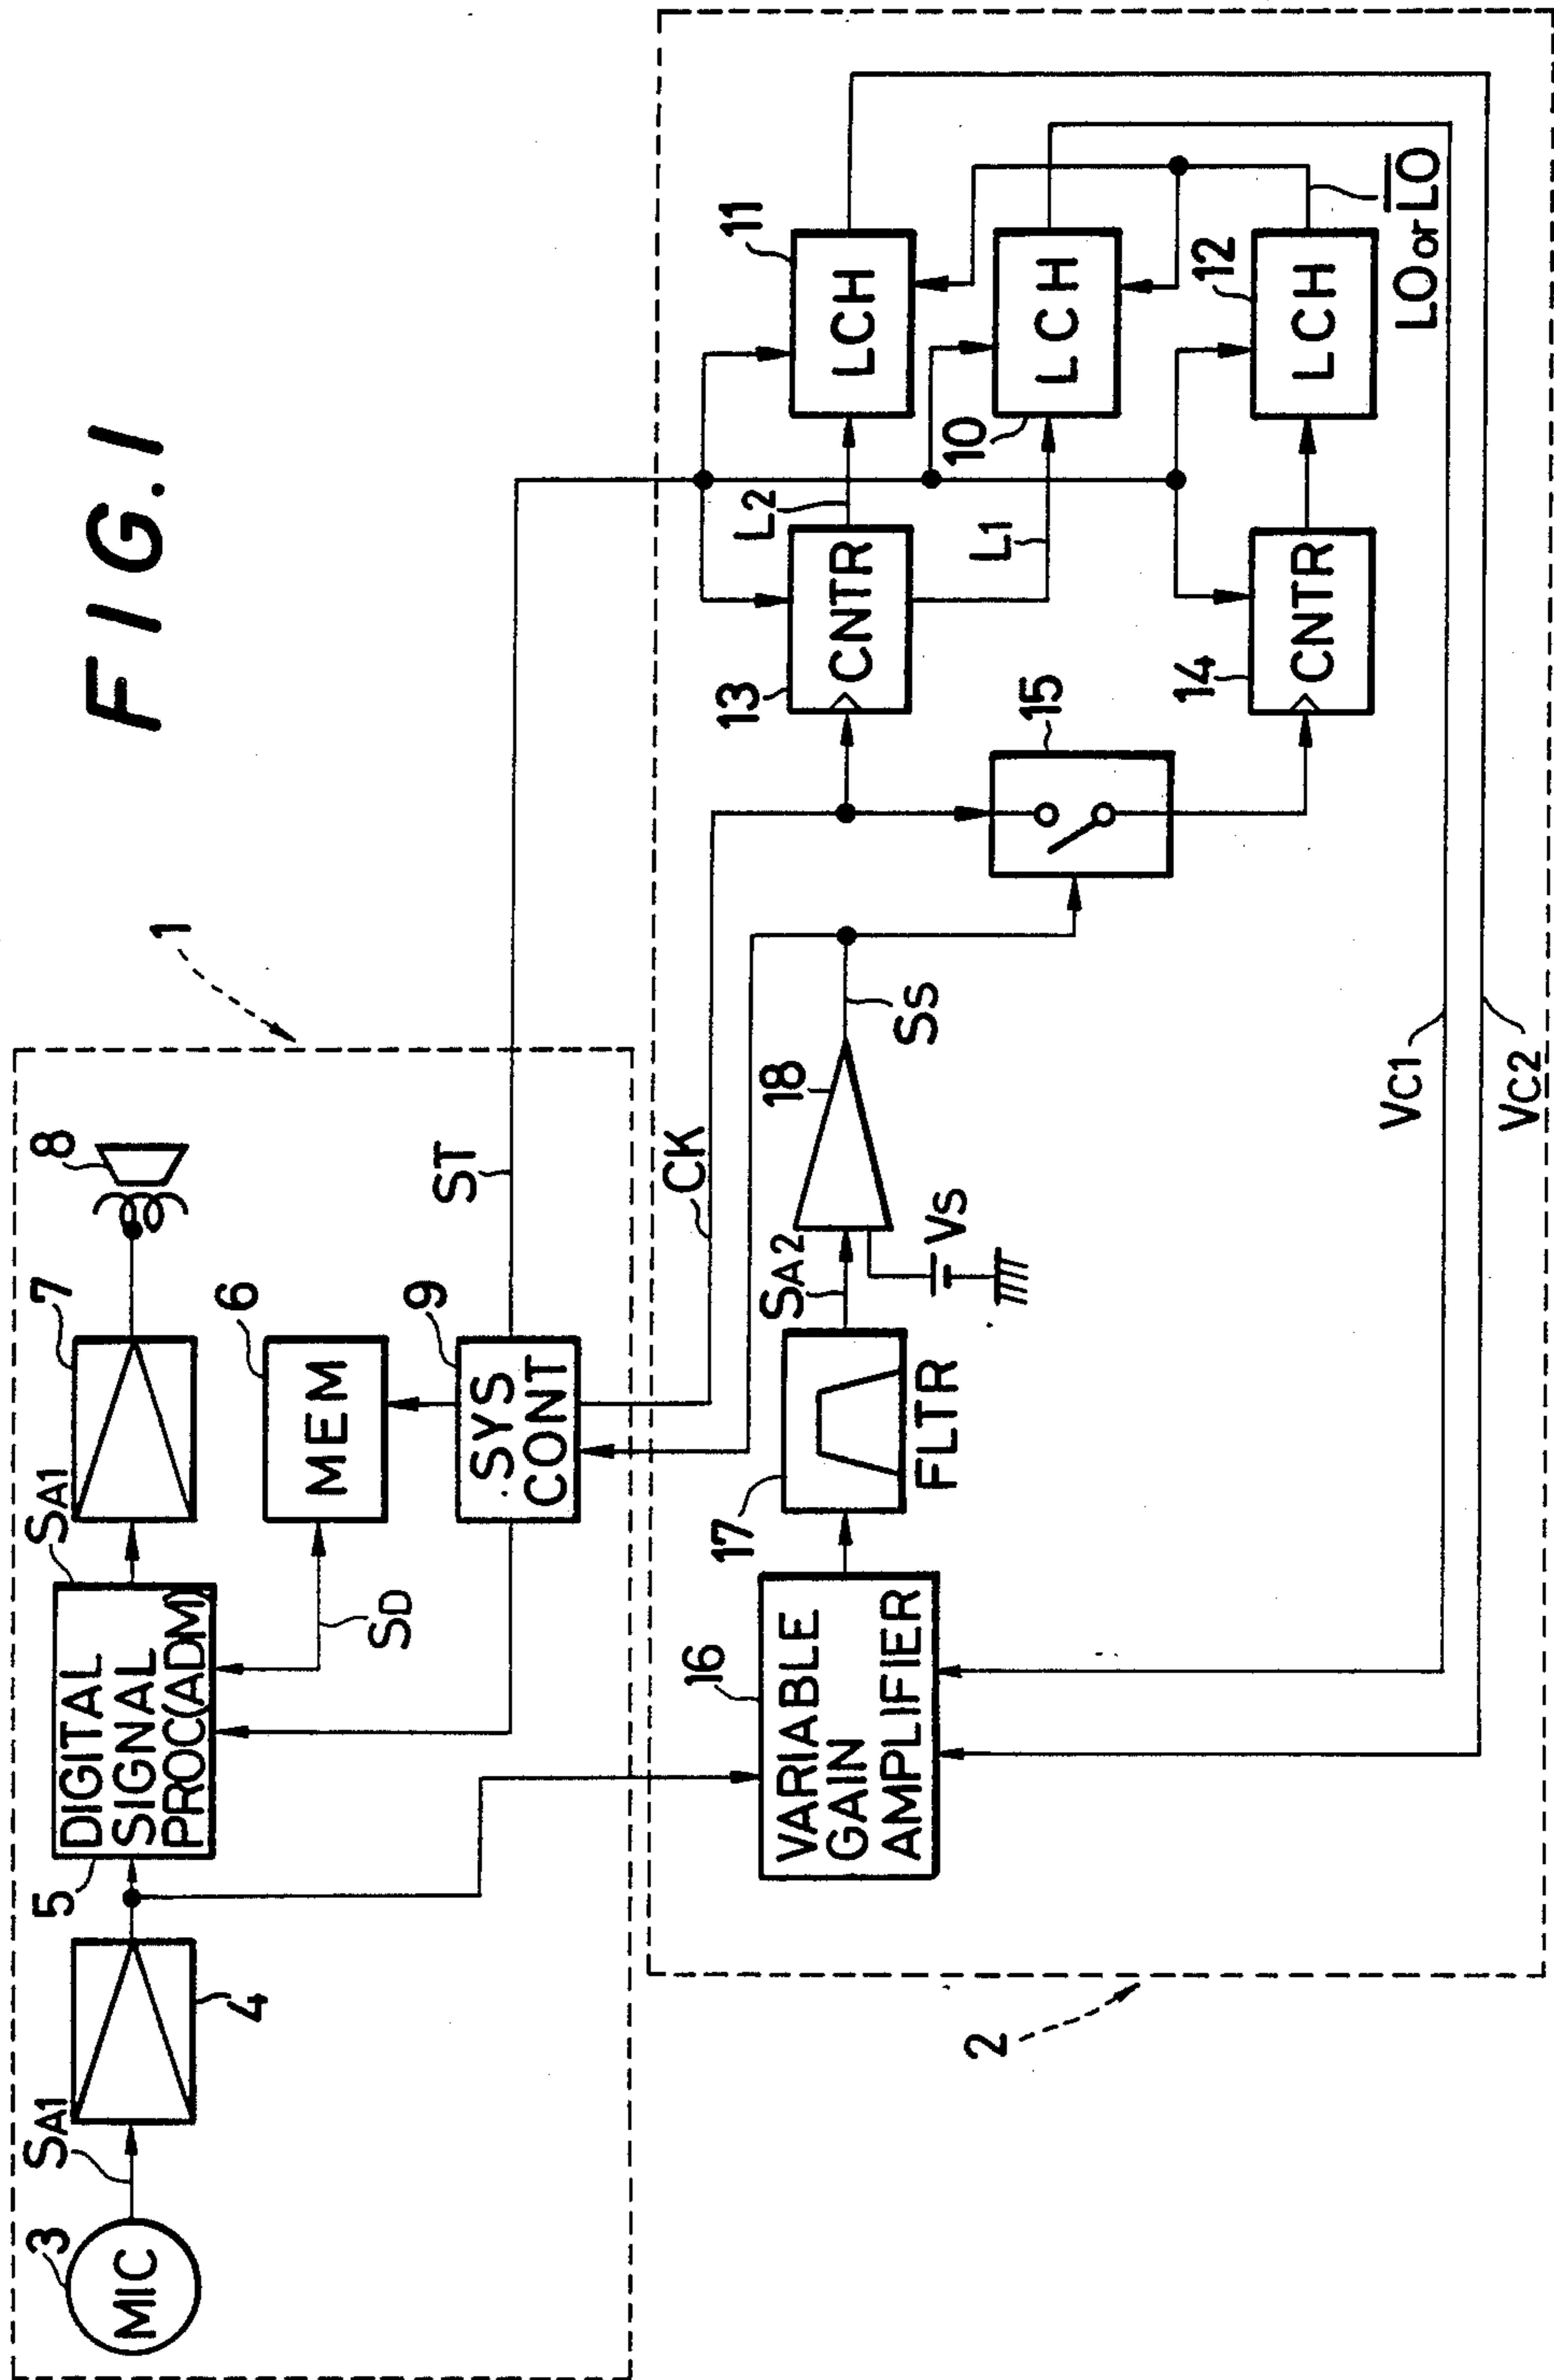 FIG.1
1
3
MIC
SA1
4
5
DIGITAL
SIGNAL
PROC(ADM)
SA1
7
8
SD
6
MEM
9
SYS
CONT
ST
CK
2
16
VARIABLE
GAIN
AMPLIFIER
17
FLTR
SA2
VS
18
SS
15
13
CNTR
L2
L1
14
CNTR
11
LCH
10
LCH
12
LCH
LO or L̅O̅
VC1
VC2